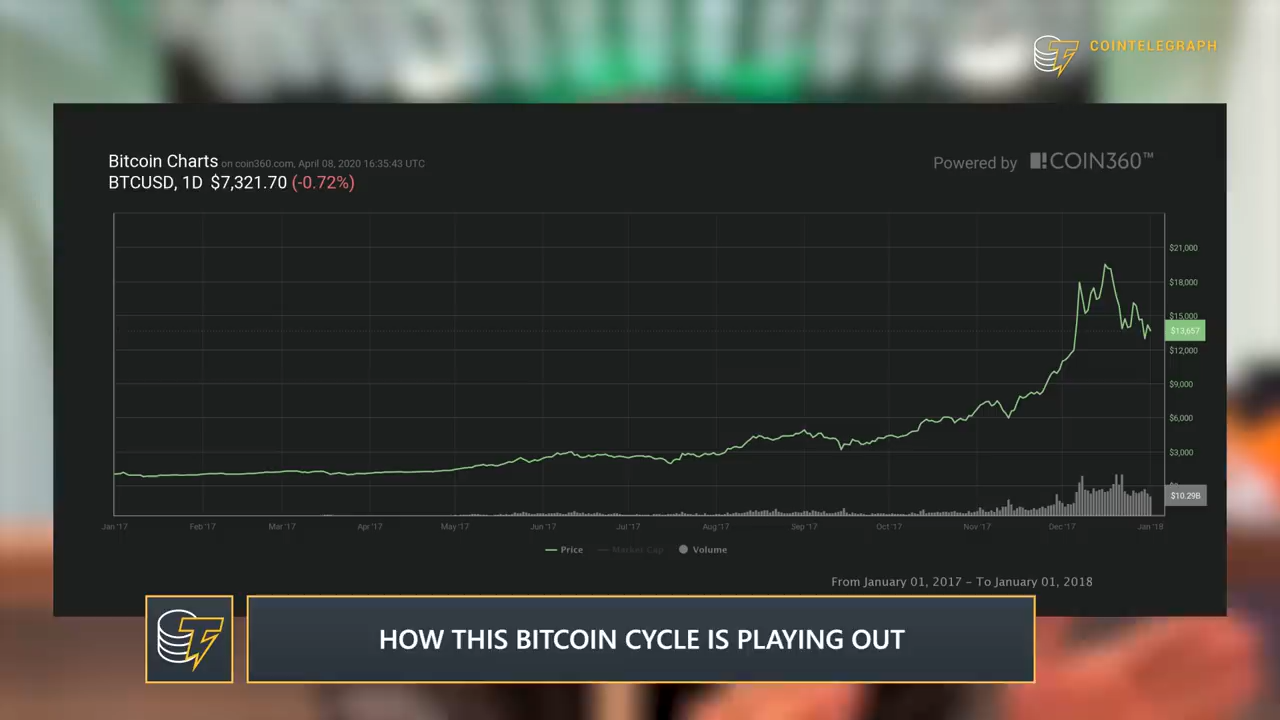 COINTELEGRAPH
Bitcoin Charts on coin360.com, April 08, 2020 16:35:43 UTC
Powered by COIN360™
BTCUSD, 1D $7,321.70 (-0.72%)
$21,000
$18,000
$15,000
$13,657
$12,000
$9,000
$6,000
$3,000
$10.29B
Jan '17 Feb '17 Mar '17 Apr '17 May '17 Jun '17 Jul '17 Aug '17 Sep '17 Oct '17 Nov '17 Dec '17 Jan '18
Price Market Cap Volume
From January 01, 2017 – To January 01, 2018
HOW THIS BITCOIN CYCLE IS PLAYING OUT